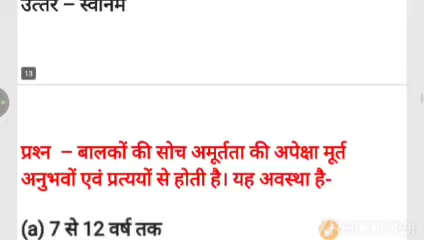 उत्तर – स्वानिम
13
प्रश्न – बालकों की सोच अमूर्तता की अपेक्षा मूर्त
अनुभवों एवं प्रत्ययों से होती है। यह अवस्था है-
(a) 7 से 12 वर्ष तक